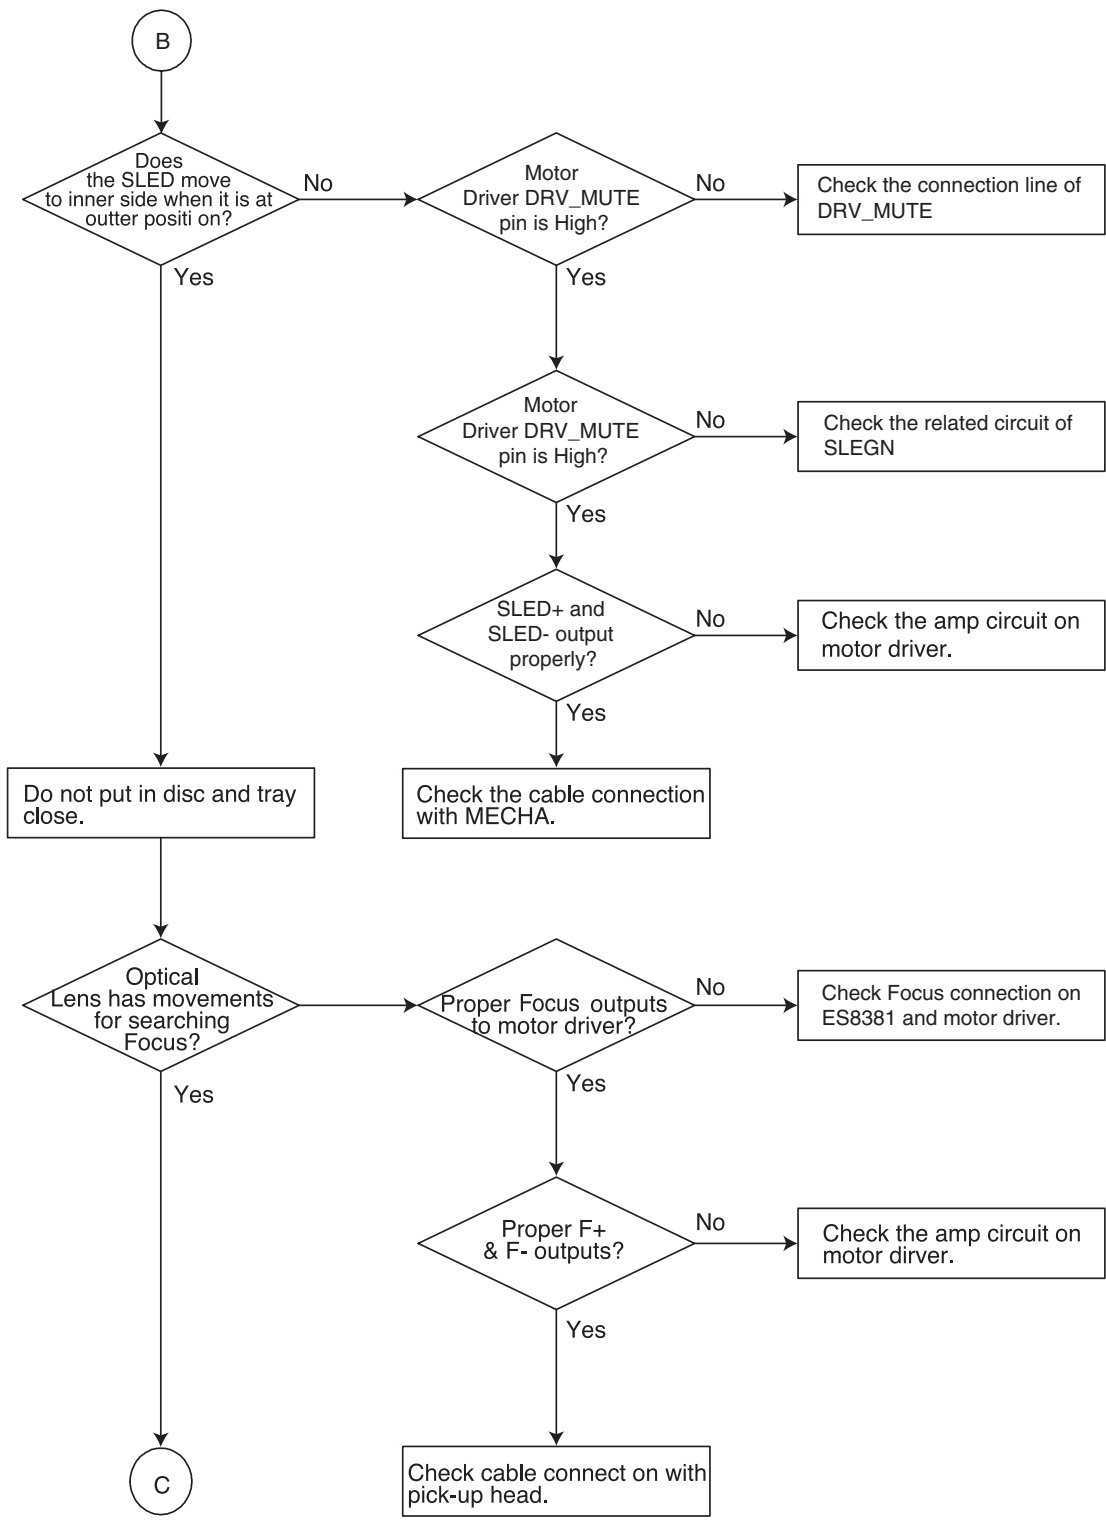 B
Does
the SLED move
to inner side when it is at
outter positi on?
No
Yes
Motor
Driver DRV_MUTE
pin is High?
No
Yes
Check the connection line of
DRV_MUTE
Motor
Driver DRV_MUTE
pin is High?
No
Yes
Check the related circuit of
SLEGN
SLED+ and
SLED- output
properly?
No
Yes
Check the amp circuit on
motor driver.
Do not put in disc and tray
close.
Check the cable connection
with MECHA.
Optical
Lens has movements
for searching
Focus?
Yes
Proper Focus outputs
to motor driver?
No
Yes
Check Focus connection on
ES8381 and motor driver.
Proper F+
& F- outputs?
No
Yes
Check the amp circuit on
motor dirver.
C
Check cable connect on with
pick-up head.